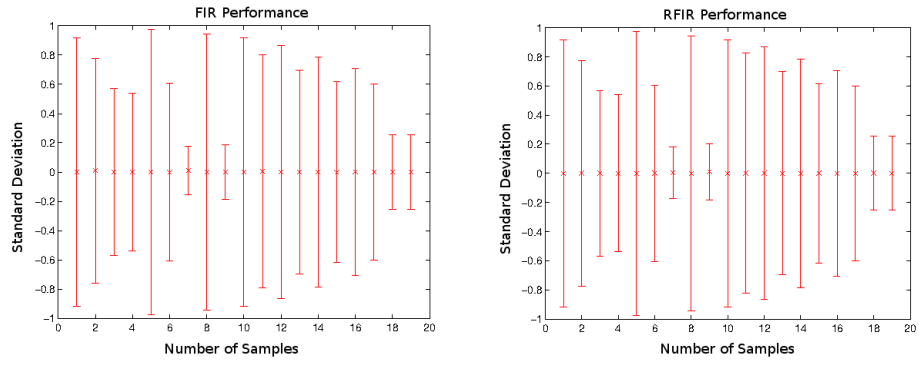 FIR Performance
1
0.8
0.6
0.4
0.2
0
−0.2
−0.4
−0.6
−0.8
−1
0 2 4 6 8 10 12 14 16 18 20
Standard Deviation
Number of Samples
RFIR Performance
1
0.8
0.6
0.4
0.2
0
−0.2
−0.4
−0.6
−0.8
−1
0 2 4 6 8 10 12 14 16 18 20
Standard Deviation
Number of Samples